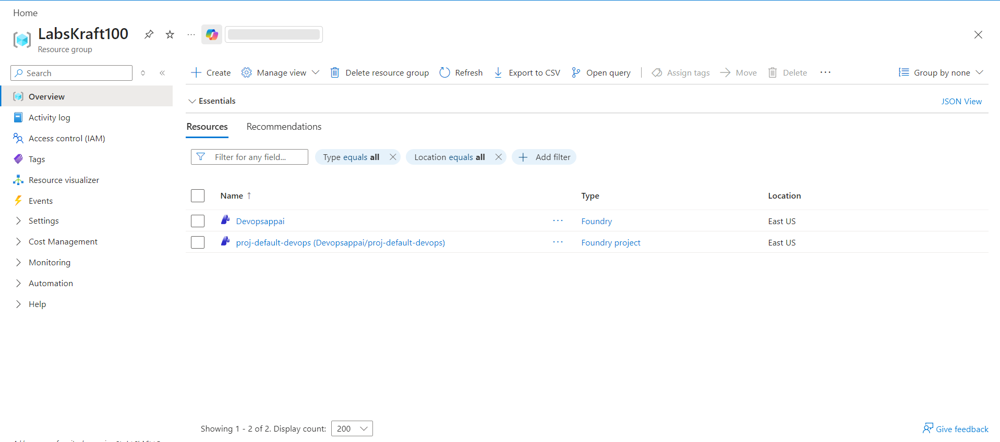 Home
LabsKraft100
Resource group
Search
Overview
Activity log
Access control (IAM)
Tags
Resource visualizer
Events
Settings
Cost Management
Monitoring
Automation
Help
Create Manage view Delete resource group Refresh Export to CSV Open query Assign tags Move Delete Group by none
Essentials JSON View
Resources Recommendations
Filter for any field... Type equals all Location equals all Add filter
Name ↑ Type Location
Devopsappai Foundry East US
proj-default-devops (Devopsappai/proj-default-devops) Foundry project East US
Showing 1 - 2 of 2. Display count: 200
Give feedback